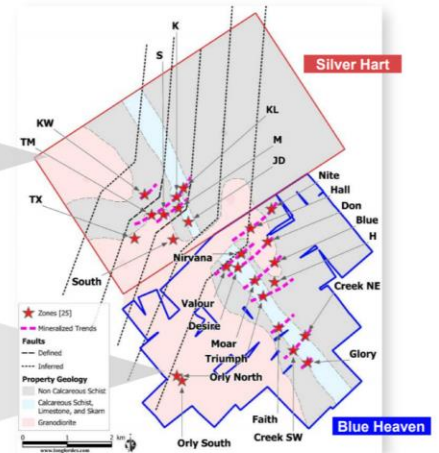 K
S
Silver Hart
KW
KL
TM
M
JD
TX
Nite
Hall
Don
Blue
H
South
Nirvana
Creek NE
Valour
Desire
Moar
Triumph
Glory
Orly North
Faith
Creek SW
Orly South
Blue Heaven
Zones [25]
Mineralized Trends
Faults
Defined
Inferred
Property Geology
Non Calcareous Schist
Calcareous Schist,
Limestone, and Skarn
Granodiorite
0 1 2 km